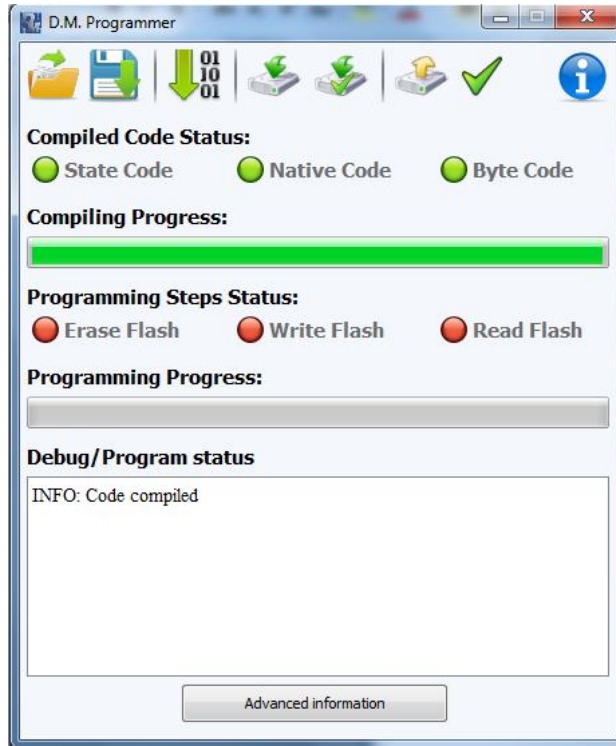 D.M. Programmer
01
10
01
Compiled Code Status:
State Code Native Code Byte Code
Compiling Progress:
Programming Steps Status:
Erase Flash Write Flash Read Flash
Programming Progress:
Debug/Program status
INFO: Code compiled
Advanced information